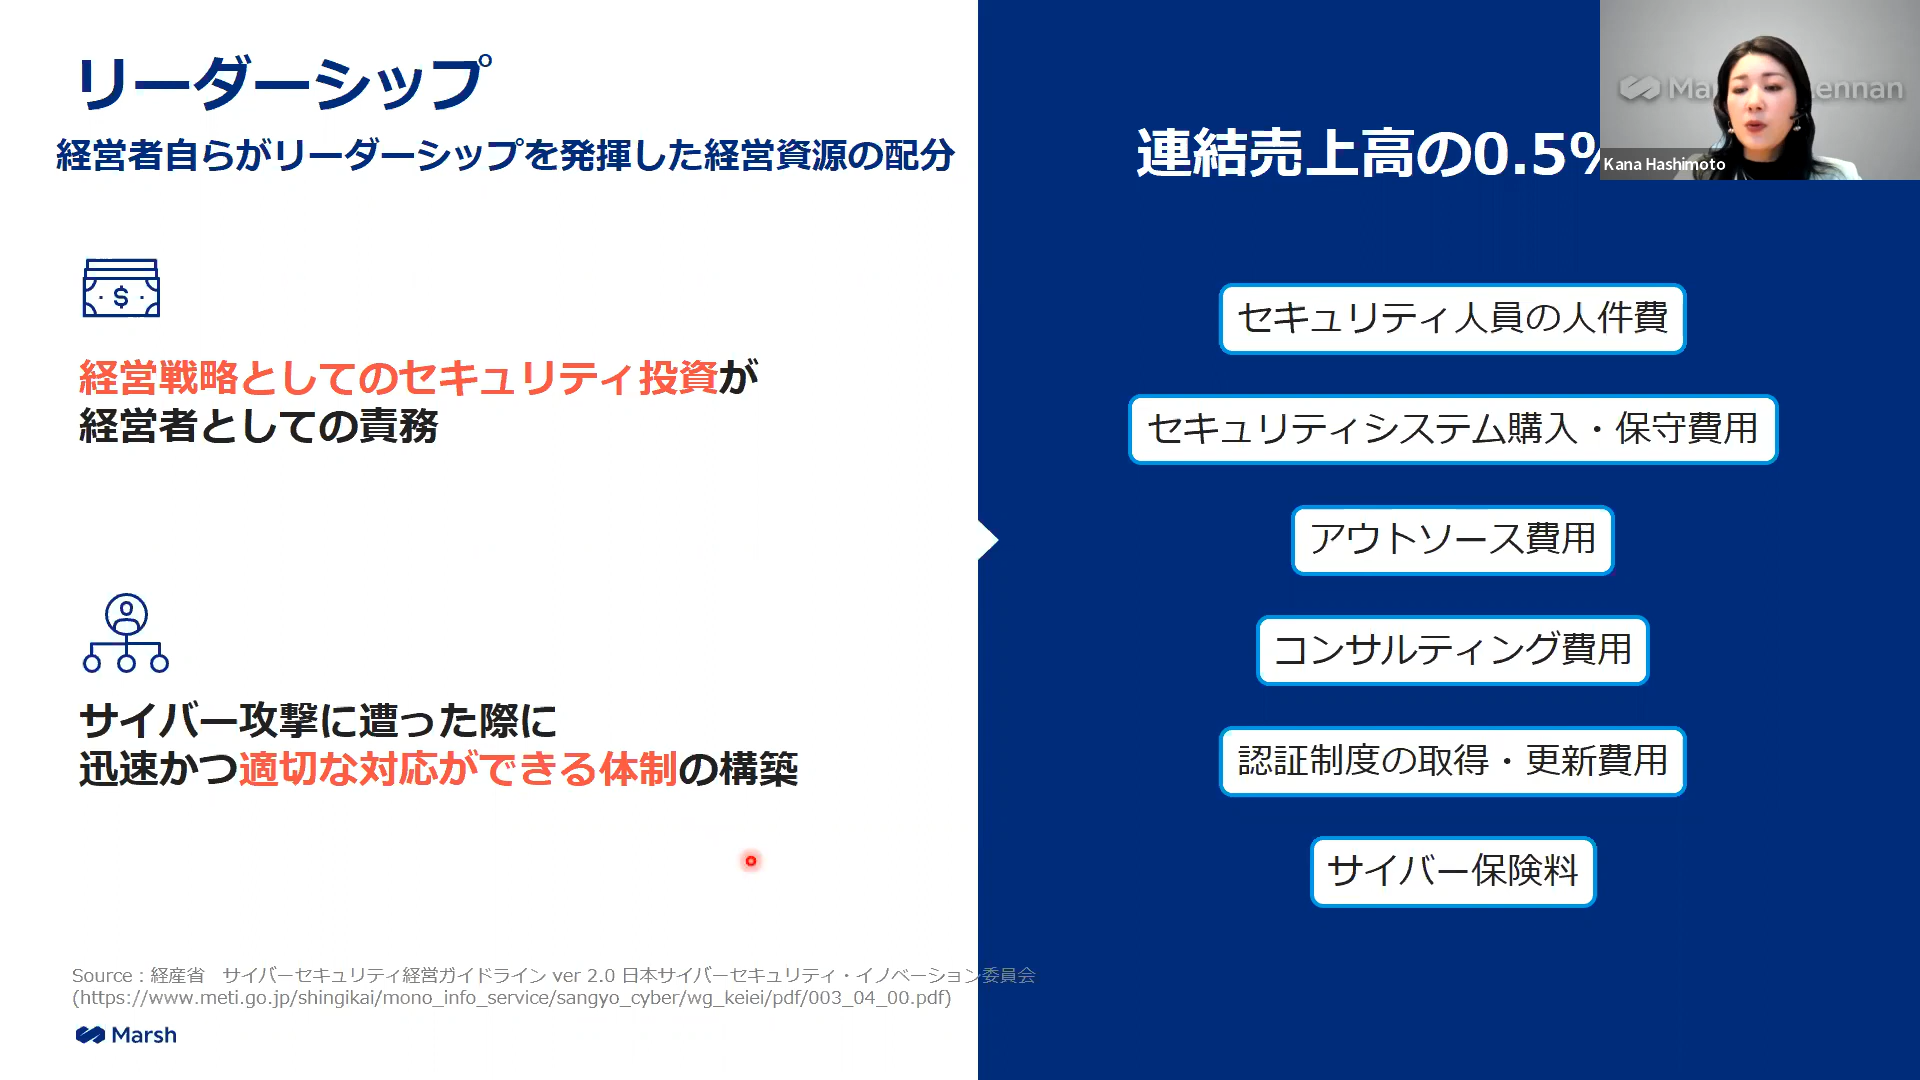 リーダーシップ
経営者自らがリーダーシップを発揮した経営資源の配分
経営戦略としてのセキュリティ投資が
経営者としての責務
サイバー攻撃に遭った際に
迅速かつ適切な対応ができる体制の構築
Source : 経産省　サイバーセキュリティ経営ガイドライン ver 2.0 日本サイバーセキュリティ・イノベーション委員会
(https://www.meti.go.jp/shingikai/mono_info_service/sangyo_cyber/wg_keiei/pdf/003_04_00.pdf)
Marsh
連結売上高の0.5%
セキュリティ人員の人件費
セキュリティシステム購入・保守費用
アウトソース費用
コンサルティング費用
認証制度の取得・更新費用
サイバー保険料
Kana Hashimoto